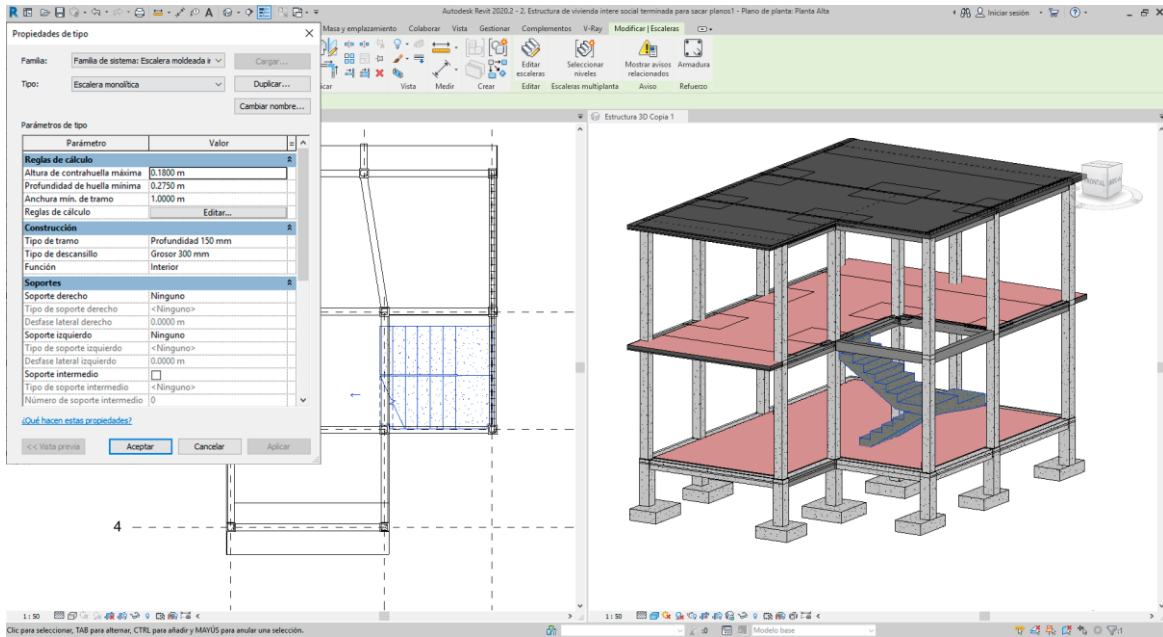 Autodesk Revit 2020.2 - 2. Estructura de vivienda intere social terminada para sacar planos1 - Plano de planta: Planta Alta
Iniciar sesión
Propiedades de tipo
Masa y emplazamiento Colaborar Vista Gestionar Complementos V-Ray Modificar | Escaleras
Familia: Familia de sistema: Escalera moldeada ir Cargar...
Tipo: Escalera monolítica Duplicar...
Cambiar nombre...
Editar escaleras
Seleccionar niveles
Mostrar avisos relacionados
Armadura
Vista Medir Crear Editar Escaleras multiplanta Aviso Refuerzo
Estructura 3D Copia 1
Parámetros de tipo
Parámetro Valor =
Reglas de cálculo
Altura de contrahuella máxima 0.1800 m
Profundidad de huella mínima 0.2750 m
Anchura mín. de tramo 1.0000 m
Reglas de cálculo Editar...
Construcción
Tipo de tramo Profundidad 150 mm
Tipo de descansillo Grosor 300 mm
Función Interior
Soportes
Soporte derecho Ninguno
Tipo de soporte derecho <Ninguno>
Desfase lateral derecho 0.0000 m
Soporte izquierdo Ninguno
Tipo de soporte izquierdo <Ninguno>
Desfase lateral izquierdo 0.0000 m
Soporte intermedio
Tipo de soporte intermedio <Ninguno>
Número de soporte intermedio 0
¿Qué hacen estas propiedades?
<< Vista previa Aceptar Cancelar Aplicar
4
FRONTAL
1 : 50
1 : 50
Clic para seleccionar, TAB para alternar, CTRL para añadir y MAYÚS para anular una selección.
:0 Modelo base
:1